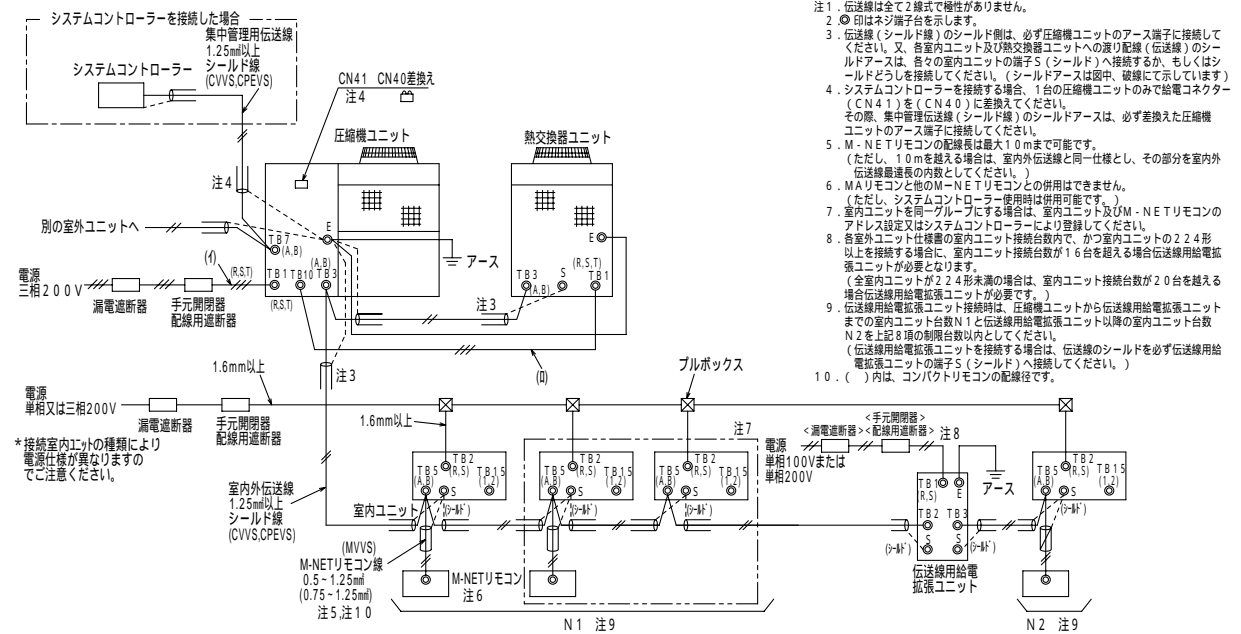 システムコントローラーを接続した場合
集中管理用伝送線
1.25㎟以上
シールド線
(CVVS,CPEVS)
システムコントローラー
CN41 CN40差換え
注4
圧縮機ユニット
熱交換器ユニット
注4
別の室外ユニットへ
TB7
(A,B)
E
アース
E
電源
三相200V
漏電遮断器
手元開閉器
配線用遮断器
(イ)
(R,S,T)
TB1
TB10
(A,B)
TB3
(R,S,T)
注3
TB3
(A,B)
S
(R,S,T)
TB1
(ロ)
注3
1.6mm以上
プルボックス
電源
単相又は三相200V
漏電遮断器
手元開閉器
配線用遮断器
*接続室内ユニットの種類により
電源仕様が異なりますの
でご注意ください。
1.6mm以上
注7
室内外伝送線
1.25㎟以上
シールド線
(CVVS,CPEVS)
室内ユニット
TB5
(A,B)
TB2
(R,S)
TB15
(1,2)
S
(シールド)
TB5
(A,B)
TB2
(R,S)
TB15
(1,2)
S
(シールド)
TB5
(A,B)
TB2
(R,S)
TB15
(1,2)
S
(シールド)
(MVVS)
M-NETリモコン線
0.5~1.25㎟
(0.75~1.25㎟)
注5,注10
M-NETリモコン
注6
N1 注9
<手元開閉器>
<漏電遮断器><配線用遮断器>
注8
電源
単相100Vまたは
単相200V
アース
TB1
(R,S)
E
TB2
TB3
S
S
(シールド)
(シールド)
伝送線用給電
拡張ユニット
TB5
(A,B)
TB2
(R,S)
TB15
(1,2)
S
(シールド)
N2 注9
注1.伝送線は全て2線式で極性がありません。
2.◎印はネジ端子台を示します。
3.伝送線(シールド線)のシールド側は、必ず圧縮機ユニットのアース端子に接続して
ください。又、各室内ユニット及び熱交換器ユニットへの渡り配線(伝送線)のシー
ルドアースは、各々の室内ユニットの端子S(シールド)へ接続するか、もしくはシ
ールドどうしを接続してください。(シールドアースは図中、破線にて示しています)
4.システムコントローラーを接続する場合、1台の圧縮機ユニットのみで給電コネクター
(CN41)を(CN40)に差換えてください。
その際、集中管理伝送線(シールド線)のシールドアースは、必ず差換えた圧縮機
ユニットのアース端子に接続してください。
5.M-NETリモコンの配線長は最大10mまで可能です。
(ただし、10mを越える場合は、室内外伝送線と同一仕様とし、その部分を室内外
伝送線最遠長の内数としてください。)
6.MAリモコンと他のM-NETリモコンとの併用はできません。
(ただし、システムコントローラー使用時は併用可能です。)
7.室内ユニットを同一グループにする場合は、室内ユニット及びM-NETリモコンの
アドレス設定又はシステムコントローラーにより登録してください。
8.各室外ユニット仕様書の室内ユニット接続台数内で、かつ室内ユニットの224形
以上を接続する場合に、室内ユニット接続台数が16台を超える場合伝送線用給電拡
張ユニットが必要となります。
(全室内ユニットが224形未満の場合は、室内ユニット接続台数が20台を越える
場合伝送線用給電拡張ユニットが必要です。)
9.伝送線用給電拡張ユニット接続時は、圧縮機ユニットから伝送線用給電拡張ユニット
までの室内ユニット台数N1と伝送線用給電拡張ユニット以降の室内ユニット台数
N2を上記8項の制限台数以内としてください。
(伝送線用給電拡張ユニットを接続する場合は、伝送線のシールドを必ず伝送線用給
電拡張ユニットの端子S(シールド)へ接続してください。)
10.( )内は、コンパクトリモコンの配線径です。